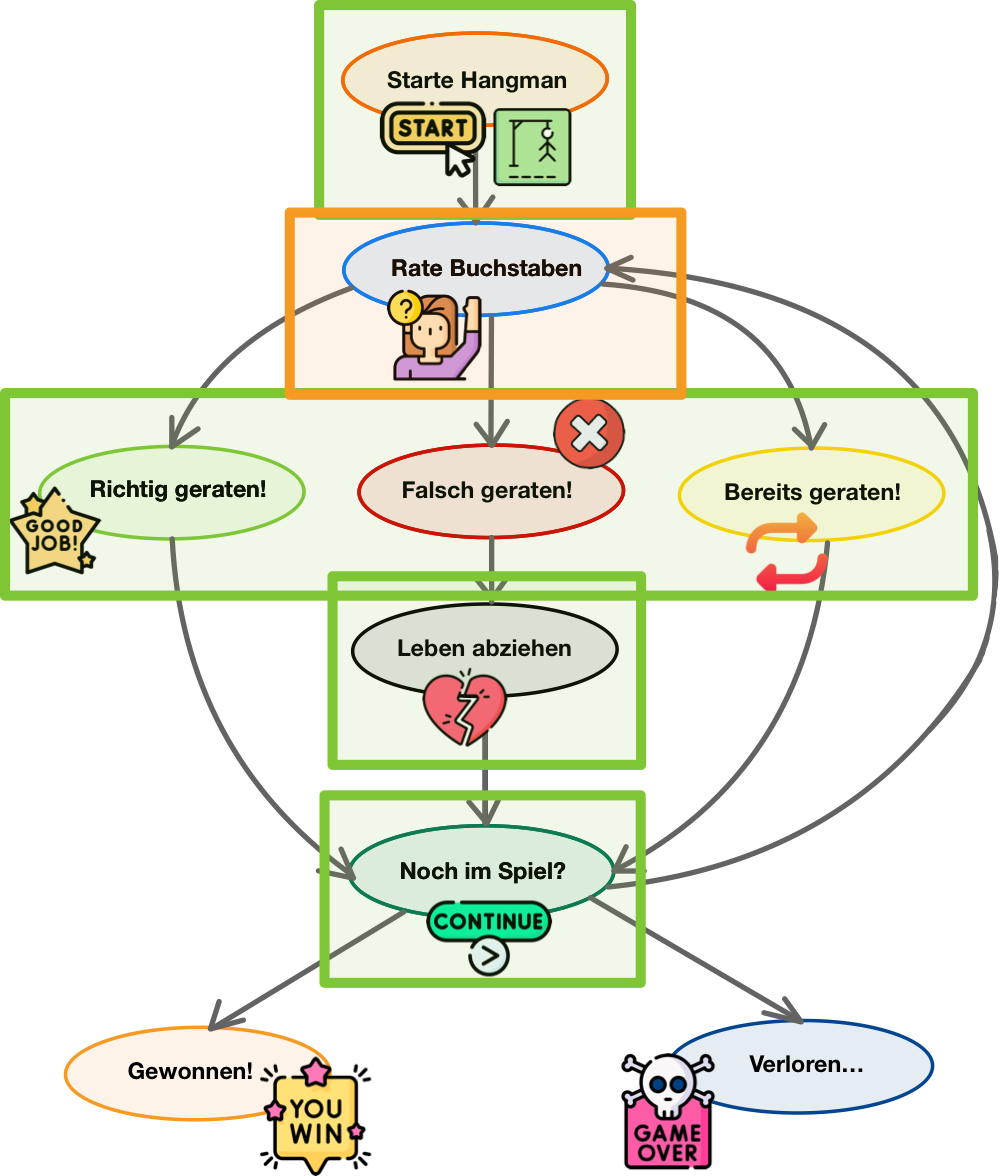 Starte Hangman
START
Rate Buchstaben
?
Richtig geraten!
Falsch geraten!
Bereits geraten!
GOOD
JOB!
Leben abziehen
Noch im Spiel?
CONTINUE
>
Gewonnen!
Verloren...
YOU
WIN
GAME
OVER